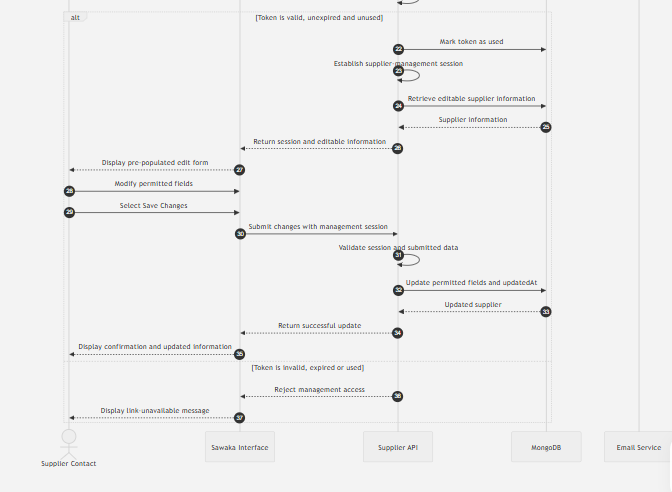 alt
[Token is valid, unexpired and unused]
22
Mark token as used
Establish supplier-management session
23
24
Retrieve editable supplier information
Supplier information
25
Return session and editable information
26
Display pre-populated edit form
27
28
Modify permitted fields
29
Select Save Changes
30
Submit changes with management session
Validate session and submitted data
31
32
Update permitted fields and updatedAt
Updated supplier
33
Return successful update
34
Display confirmation and updated information
35
[Token is invalid, expired or used]
Reject management access
36
Display link-unavailable message
37
Supplier Contact
Sawaka Interface
Supplier API
MongoDB
Email Service